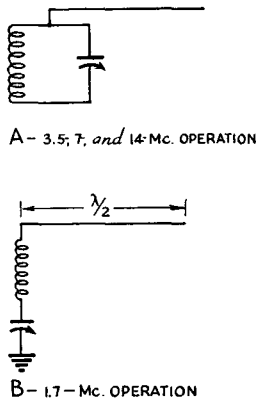 A- 3.5, 7, and 14-Mc. OPERATION
λ/2
B- 1.7-Mc. OPERATION